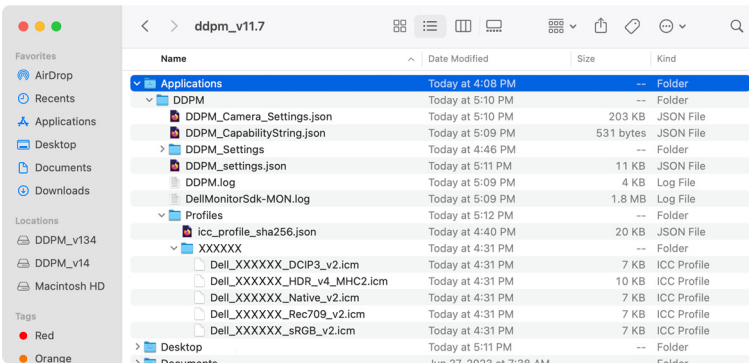 ddpm_v11.7
Favorites
AirDrop
Recents
Applications
Desktop
Documents
Downloads
Locations
DDPM_v134
DDPM_v14
Macintosh HD
Tags
Red
Orange
Name Date Modified Size Kind
Applications Today at 4:08 PM -- Folder
DDPM Today at 5:10 PM -- Folder
DDPM_Camera_Settings.json Today at 5:10 PM 203 KB JSON File
DDPM_CapabilityString.json Today at 5:09 PM 531 bytes JSON File
DDPM_Settings Today at 4:46 PM -- Folder
DDPM_settings.json Today at 5:11 PM 11 KB JSON File
DDPM.log Today at 5:09 PM 4 KB Log File
DellMonitorSdk-MON.log Today at 5:09 PM 1.8 MB Log File
Profiles Today at 5:12 PM -- Folder
icc_profile_sha256.json Today at 4:40 PM 20 KB JSON File
XXXXXX Today at 4:31 PM -- Folder
Dell_XXXXXX_DCIP3_v2.icm Today at 4:31 PM 7 KB ICC Profile
Dell_XXXXXX_HDR_v4_MHC2.icm Today at 4:31 PM 10 KB ICC Profile
Dell_XXXXXX_Native_v2.icm Today at 4:31 PM 7 KB ICC Profile
Dell_XXXXXX_Rec709_v2.icm Today at 4:31 PM 7 KB ICC Profile
Dell_XXXXXX_sRGB_v2.icm Today at 4:31 PM 7 KB ICC Profile
Desktop Today at 5:11 PM -- Folder